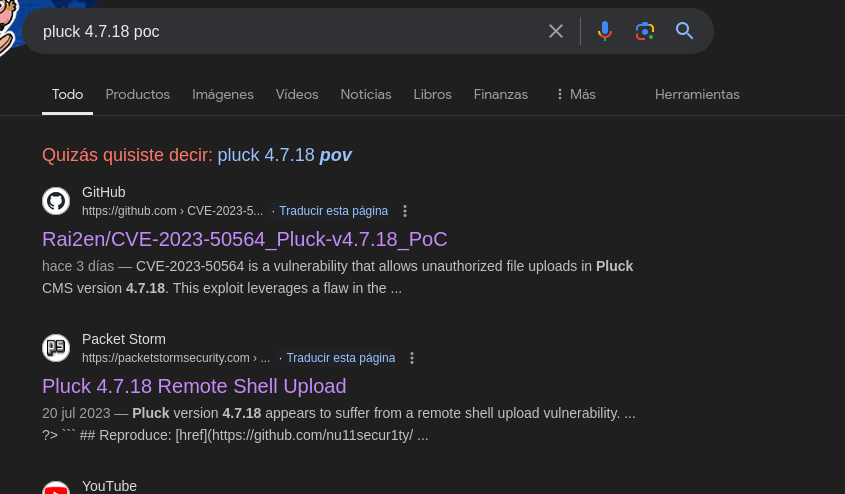 pluck 4.7.18 poc
Todo Productos Imágenes Vídeos Noticias Libros Finanzas Más Herramientas
Quizás quisiste decir: pluck 4.7.18 pov
GitHub
https://github.com › CVE-2023-5... · Traducir esta página
Rai2en/CVE-2023-50564_Pluck-v4.7.18_PoC
hace 3 días — CVE-2023-50564 is a vulnerability that allows unauthorized file uploads in Pluck
CMS version 4.7.18. This exploit leverages a flaw in the ...
Packet Storm
https://packetstormsecurity.com › ... · Traducir esta página
Pluck 4.7.18 Remote Shell Upload
20 jul 2023 — Pluck version 4.7.18 appears to suffer from a remote shell upload vulnerability. ...
?> ``` ## Reproduce: [href](https://github.com/nu11secur1ty/ ...
YouTube